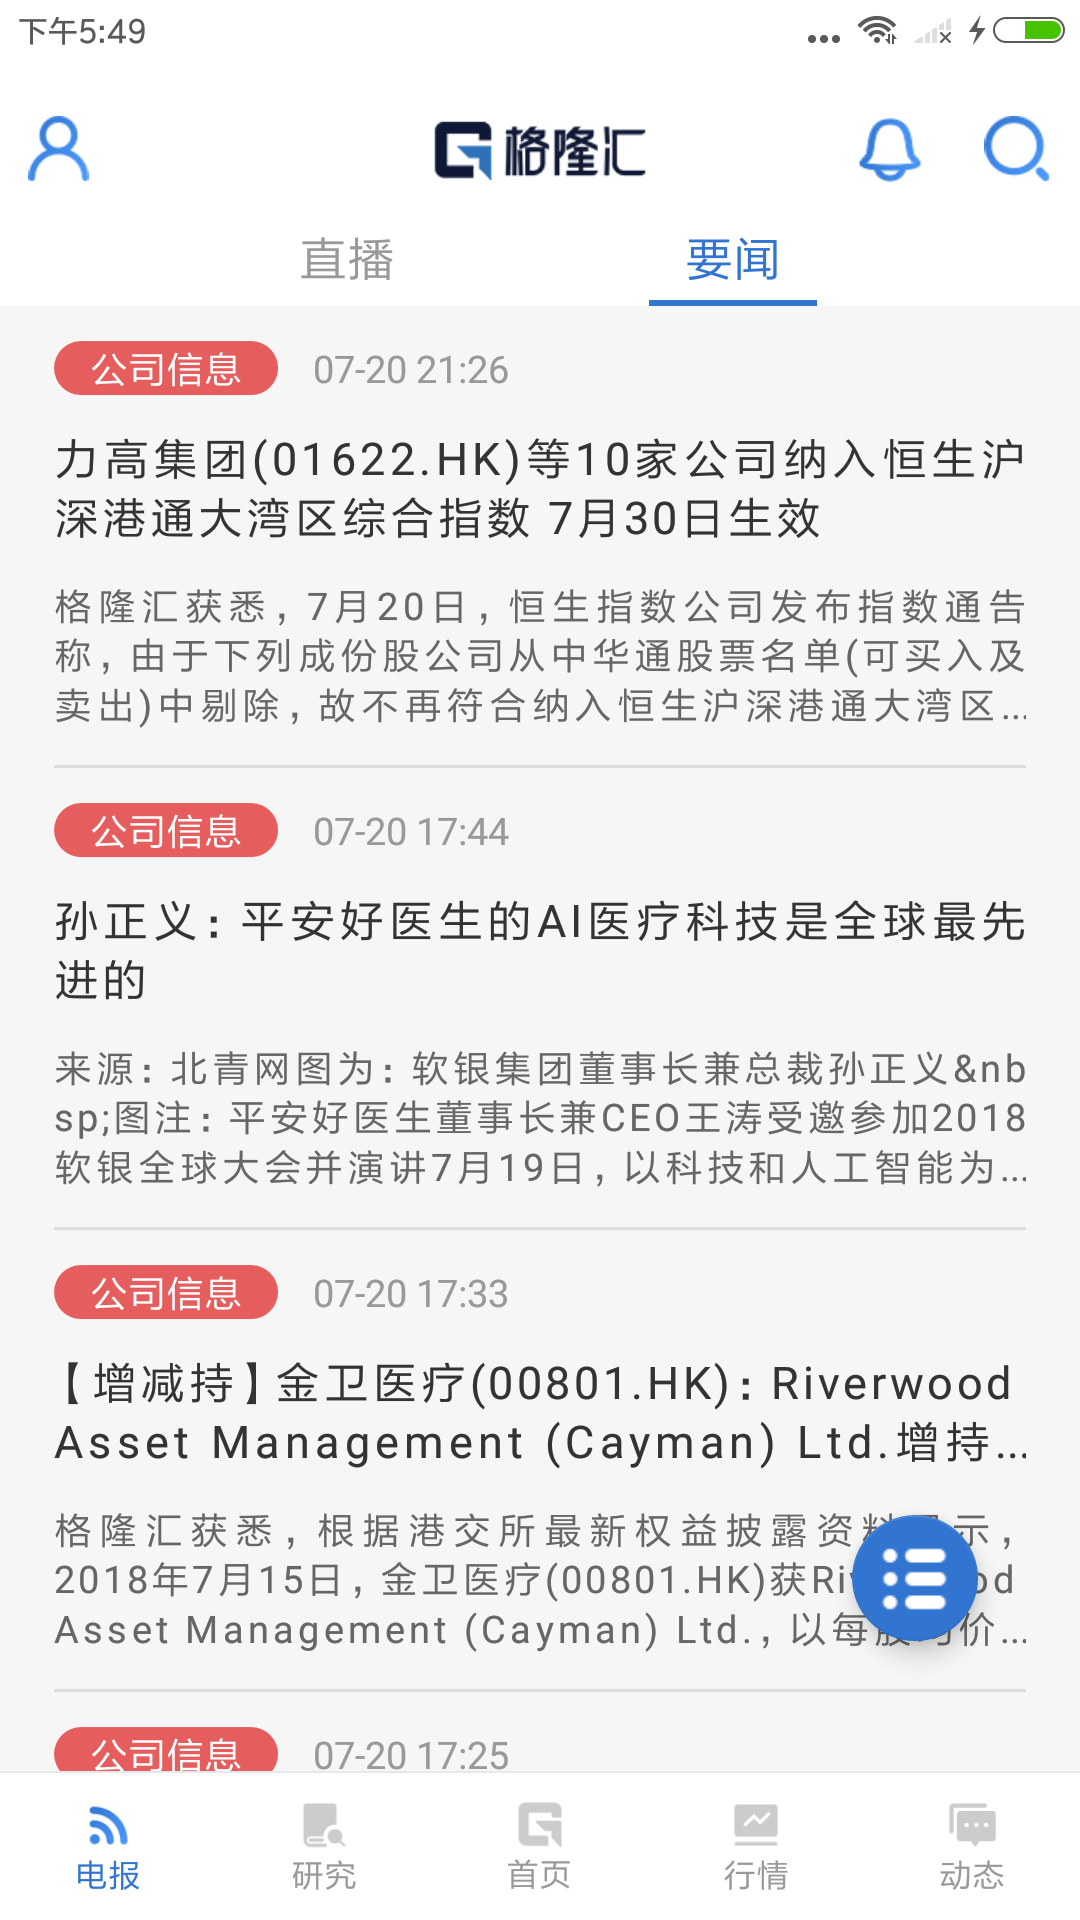 下午5:49
格隆汇
直播 要闻
公司信息 07-20 21:26
力高集团(01622.HK)等10家公司纳入恒生沪
深港通大湾区综合指数 7月30日生效
格隆汇获悉，7月20日，恒生指数公司发布指数通告
称，由于下列成份股公司从中华通股票名单(可买入及
卖出)中剔除，故不再符合纳入恒生沪深港通大湾区...
公司信息 07-20 17:44
孙正义：平安好医生的AI医疗科技是全球最先
进的
来源：北青网图为：软银集团董事长兼总裁孙正义&nb
sp;图注：平安好医生董事长兼CEO王涛受邀参加2018
软银全球大会并演讲7月19日，以科技和人工智能为...
公司信息 07-20 17:33
【增减持】金卫医疗(00801.HK)：Riverwood
Asset Management (Cayman) Ltd.增持...
格隆汇获悉，根据港交所最新权益披露资料显示，
2018年7月15日，金卫医疗(00801.HK)获Riverwood
Asset Management (Cayman) Ltd.，以每股均价...
公司信息 07-20 17:25
电报 研究 首页 行情 动态